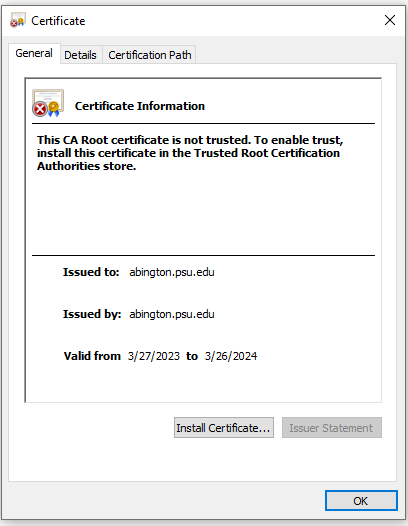 Certificate
General Details Certification Path
Certificate Information
This CA Root certificate is not trusted. To enable trust,
install this certificate in the Trusted Root Certification
Authorities store.
Issued to: abington.psu.edu
Issued by: abington.psu.edu
Valid from 3/27/2023 to 3/26/2024
Install Certificate... Issuer Statement
OK